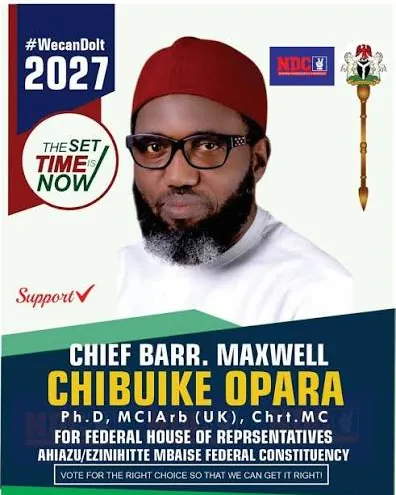 #WecanDoIt
2027
NDC
THE SET
TIME IS
NOW
Support
CHIEF BARR. MAXWELL
CHIBUIKE OPARA
Ph.D, MCIArb (UK), Chrt.MC
FOR FEDERAL HOUSE OF REPRSENTATIVES
AHIAZU/EZINIHITTE MBAISE FEDERAL CONSTITUENCY
VOTE FOR THE RIGHT CHOICE SO THAT WE CAN GET IT RIGHT!